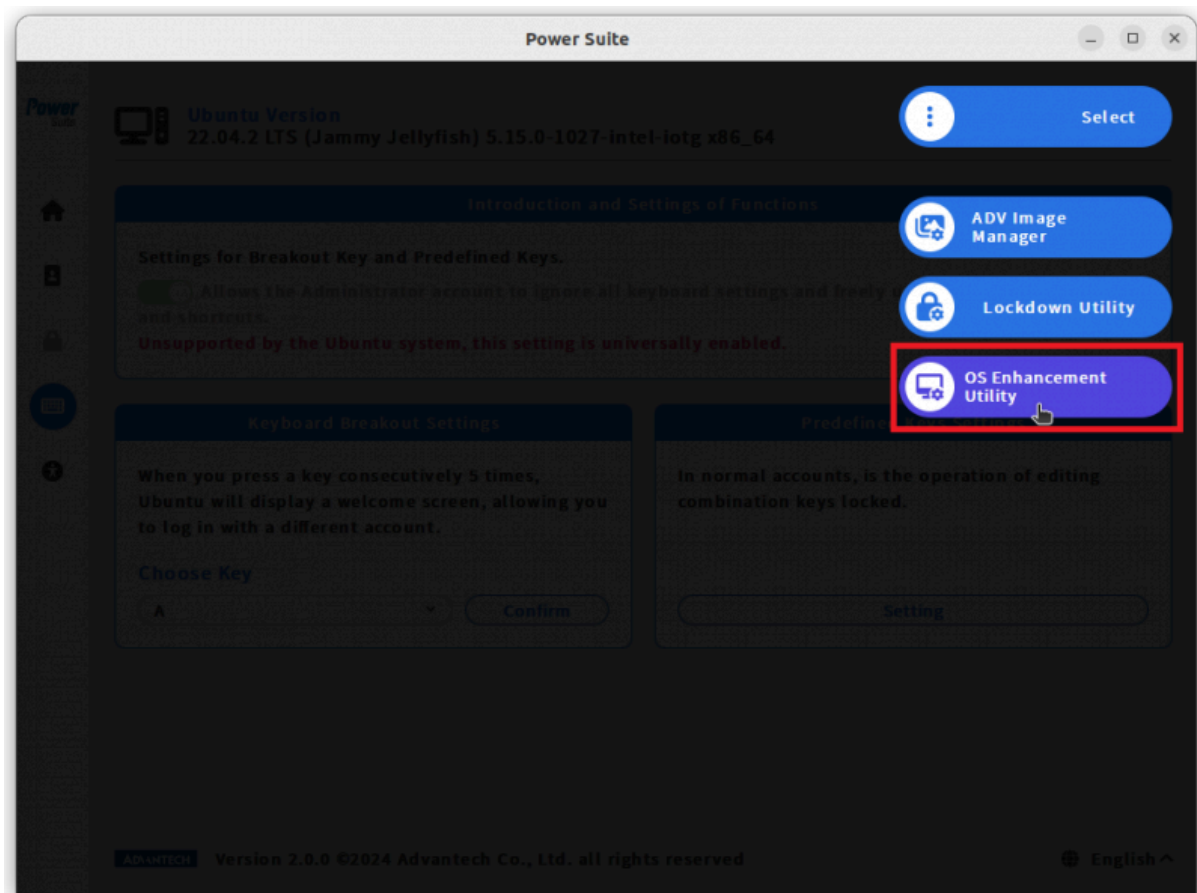 Power Suite
Power
Suite
Ubuntu Version
22.04.2 LTS (Jammy Jellyfish) 5.15.0-1027-intel-iotg x86_64
Select
Introduction and Settings of Functions
ADV Image
Manager
Settings for Breakout Key and Predefined Keys.
Allows the Administrator account to ignore all keyboard settings and freely
and shortcuts.
Lockdown Utility
Unsupported by the Ubuntu system, this setting is universally enabled.
OS Enhancement
Utility
Keyboard Breakout Settings
Predefined Keys Settings
When you press a key consecutively 5 times,
Ubuntu will display a welcome screen, allowing you
to log in with a different account.
In normal accounts, is the operation of editing
combination keys locked.
Choose Key
A
Confirm
Setting
ADVANTECH Version 2.0.0 ©2024 Advantech Co., Ltd. all rights reserved
English